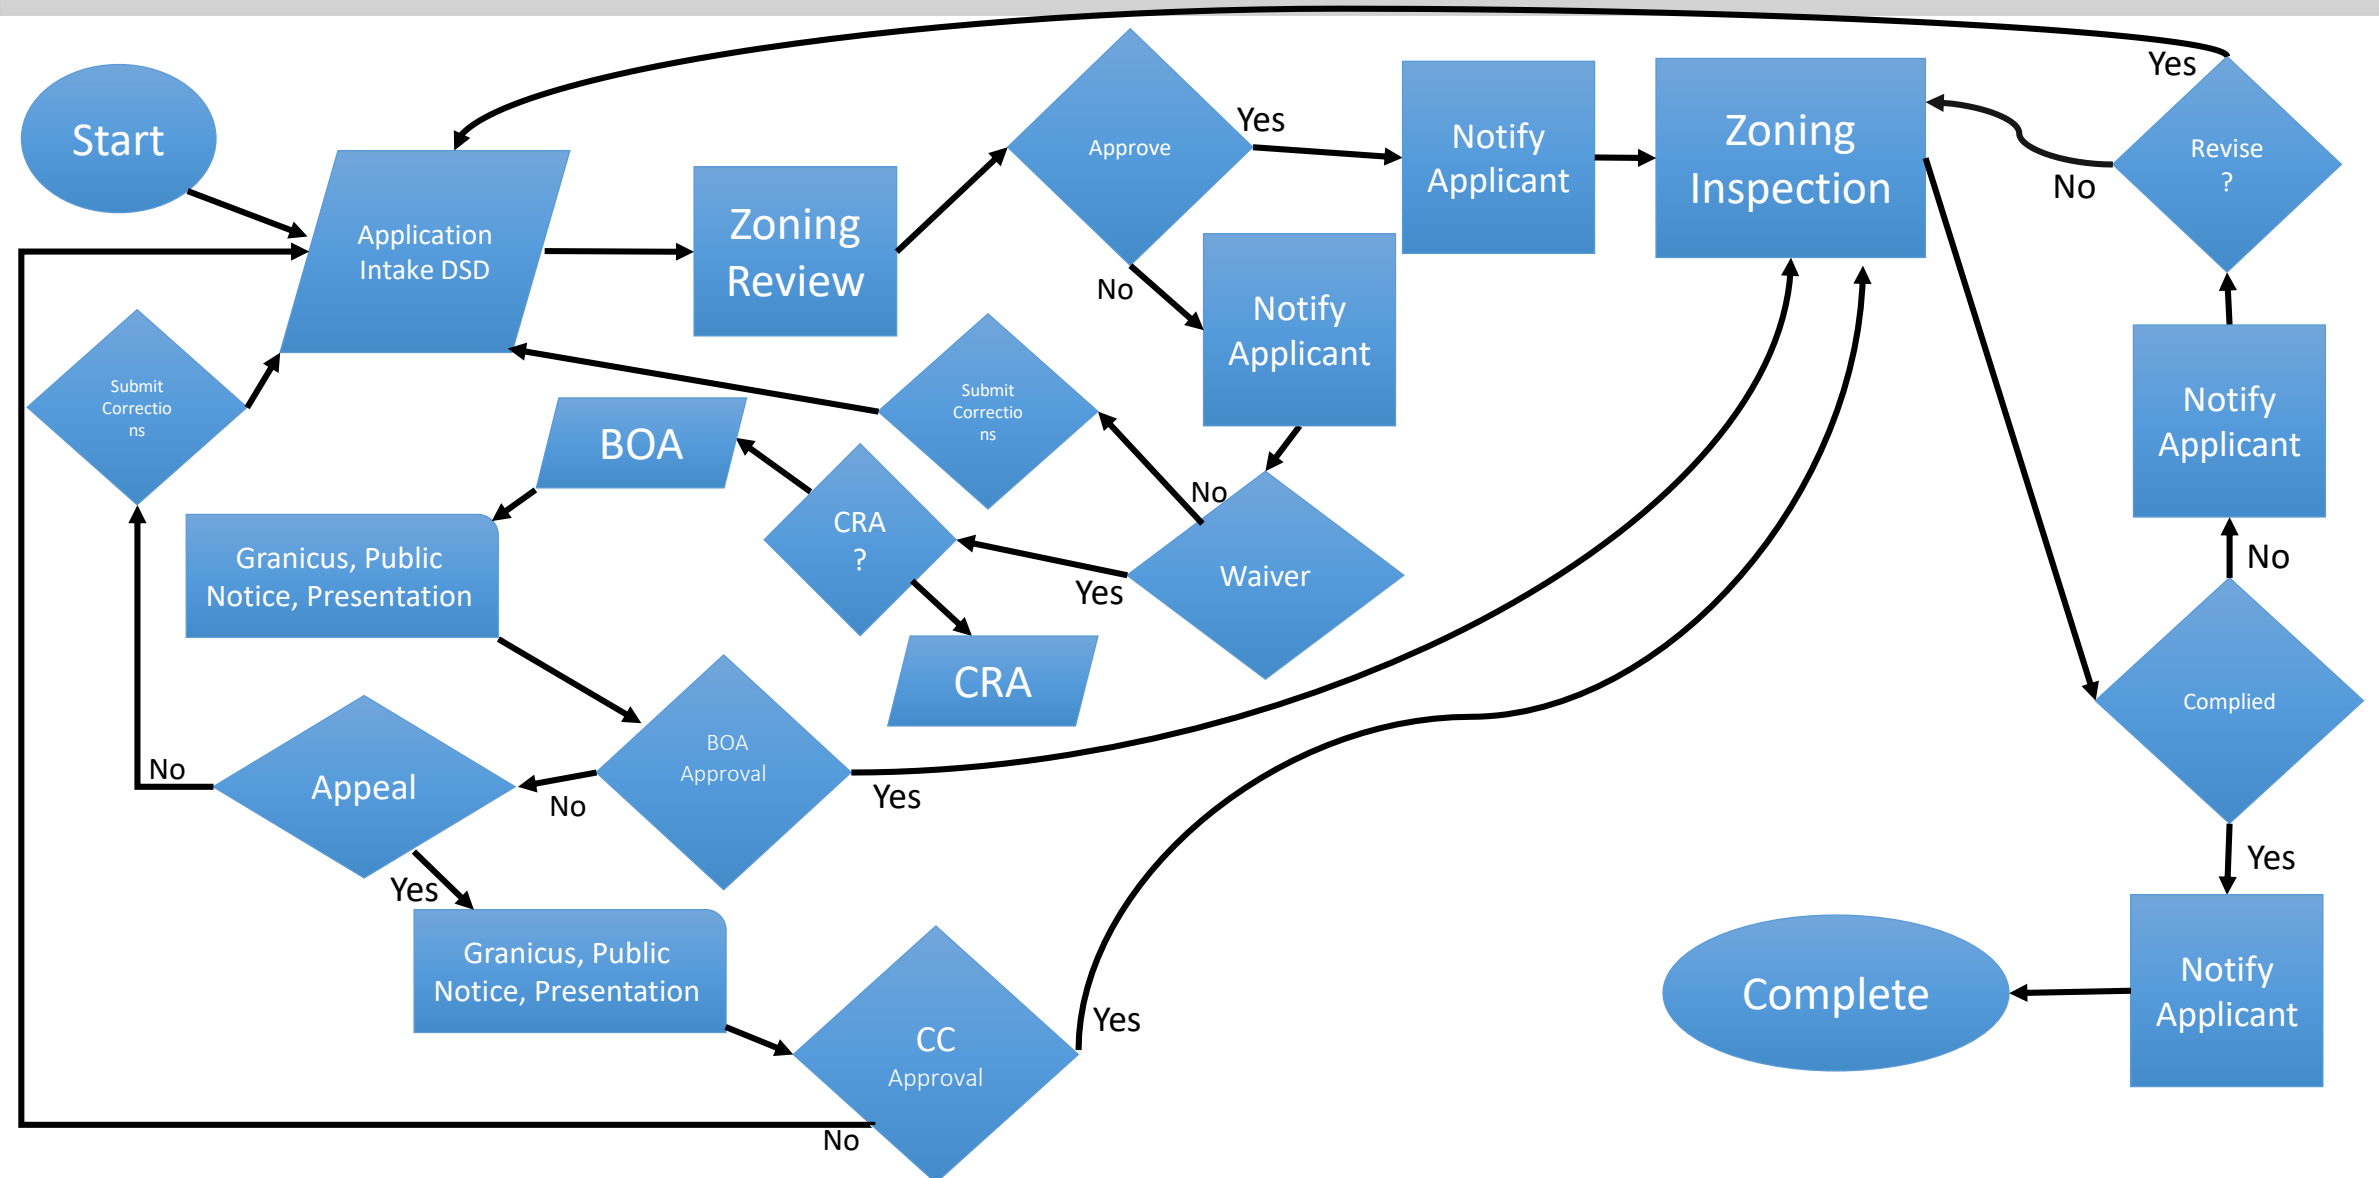 Start
Application
Intake DSD
Zoning
Review
Approve
Yes
No
Notify
Applicant
Notify
Applicant
Zoning
Inspection
Yes
Revise
?
No
Notify
Applicant
No
Complied
Yes
Notify
Applicant
Complete
Submit
Correctio
ns
Submit
Correctio
ns
No
Waiver
Yes
CRA
?
CRA
BOA
Granicus, Public
Notice, Presentation
BOA
Approval
Yes
No
Appeal
No
Yes
Granicus, Public
Notice, Presentation
CC
Approval
Yes
No